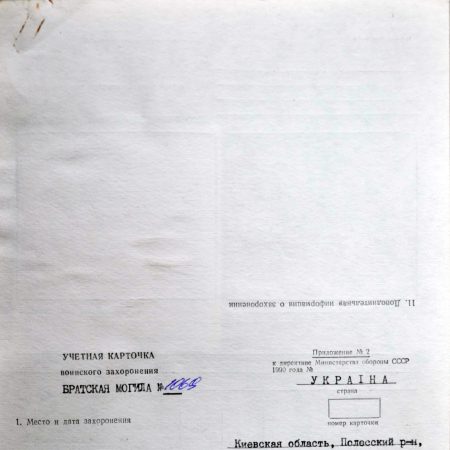 11. Дополнительная информация о захоронении
УЧЕТНАЯ КАРТОЧКА
воинского захоронения
БРАТСКАЯ МОГИЛА №
Приложение № 2
к директиве Министерства обороны СССР
1990 года №
УКРАЇНА
страна
номер карточки
1. Место и дата захоронения
Киевская область, Полесский р-н,